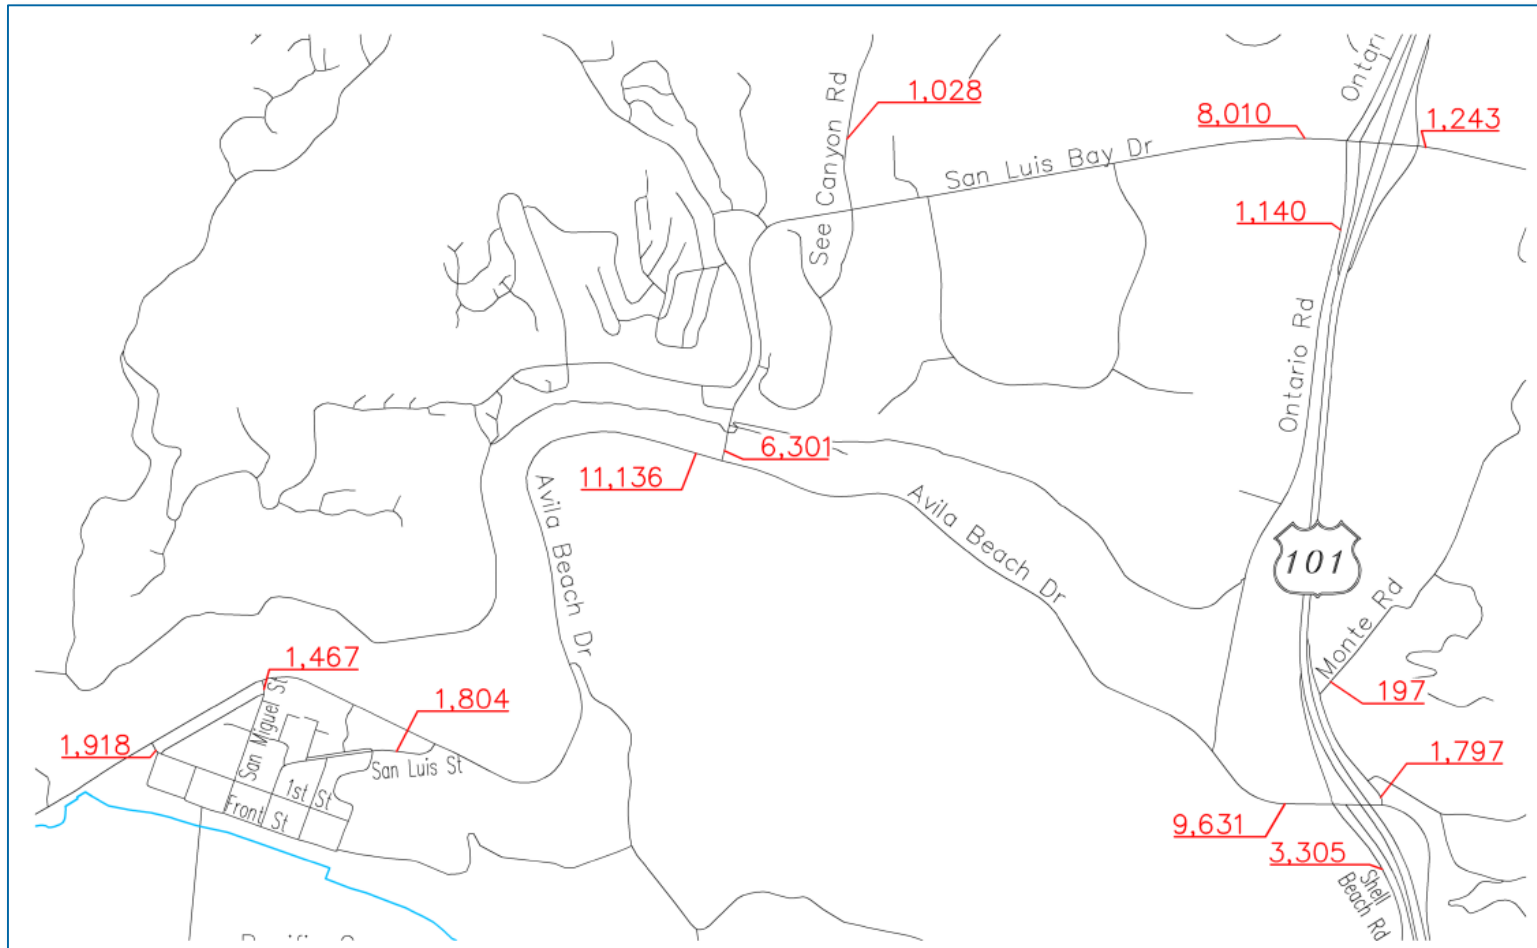 Ontari
1,028
8,010
1,243
See Canyon Rd
San Luis Bay Dr
1,140
Ontario Rd
6,301
11,136
Avila Beach Dr
Avila Beach Dr
101
Monte Rd
1,467
197
1,804
San Miguel St
1,918
San Luis St
1,797
1st St
Front St
9,631
3,305
Shell
Beach Rd